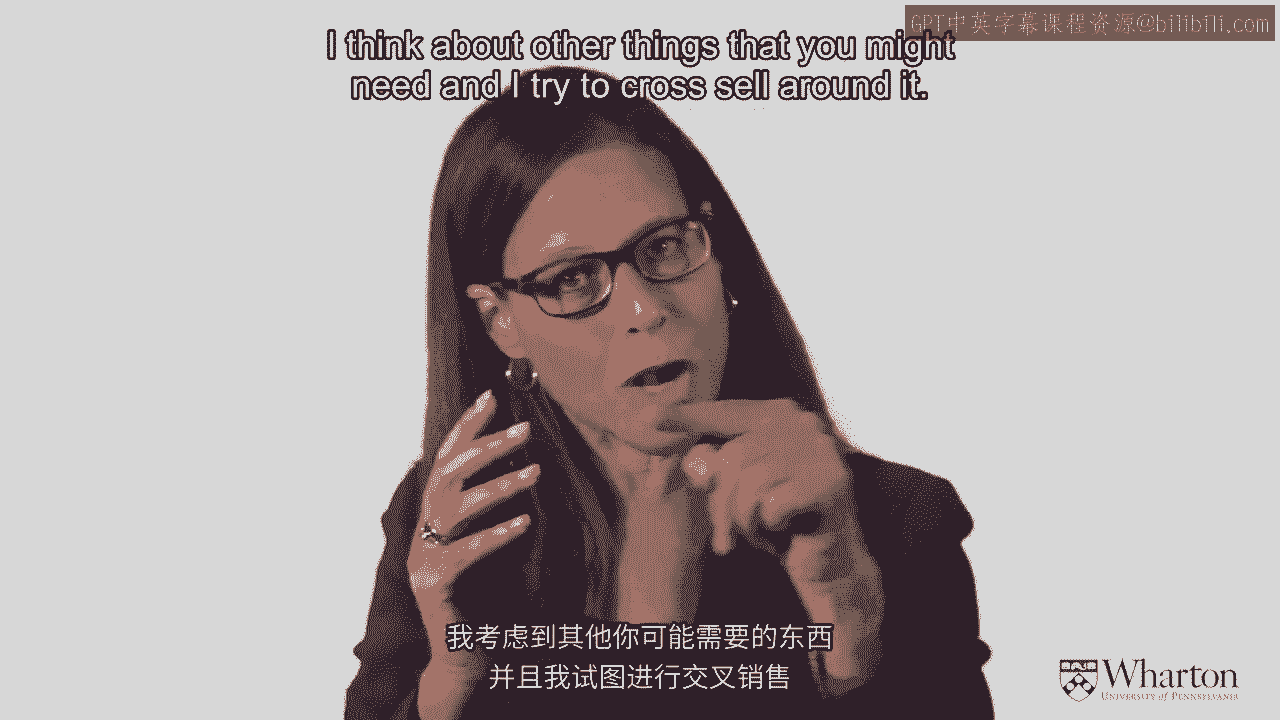 GPT中英字幕课程资源@bilibili.com
I think about other things that you might
need and I try to cross sell around it.
我考虑到其他你可能需要的东西
并且我试图进行交叉销售
Wharton
UNIVERSITY of PENNSYLVANIA